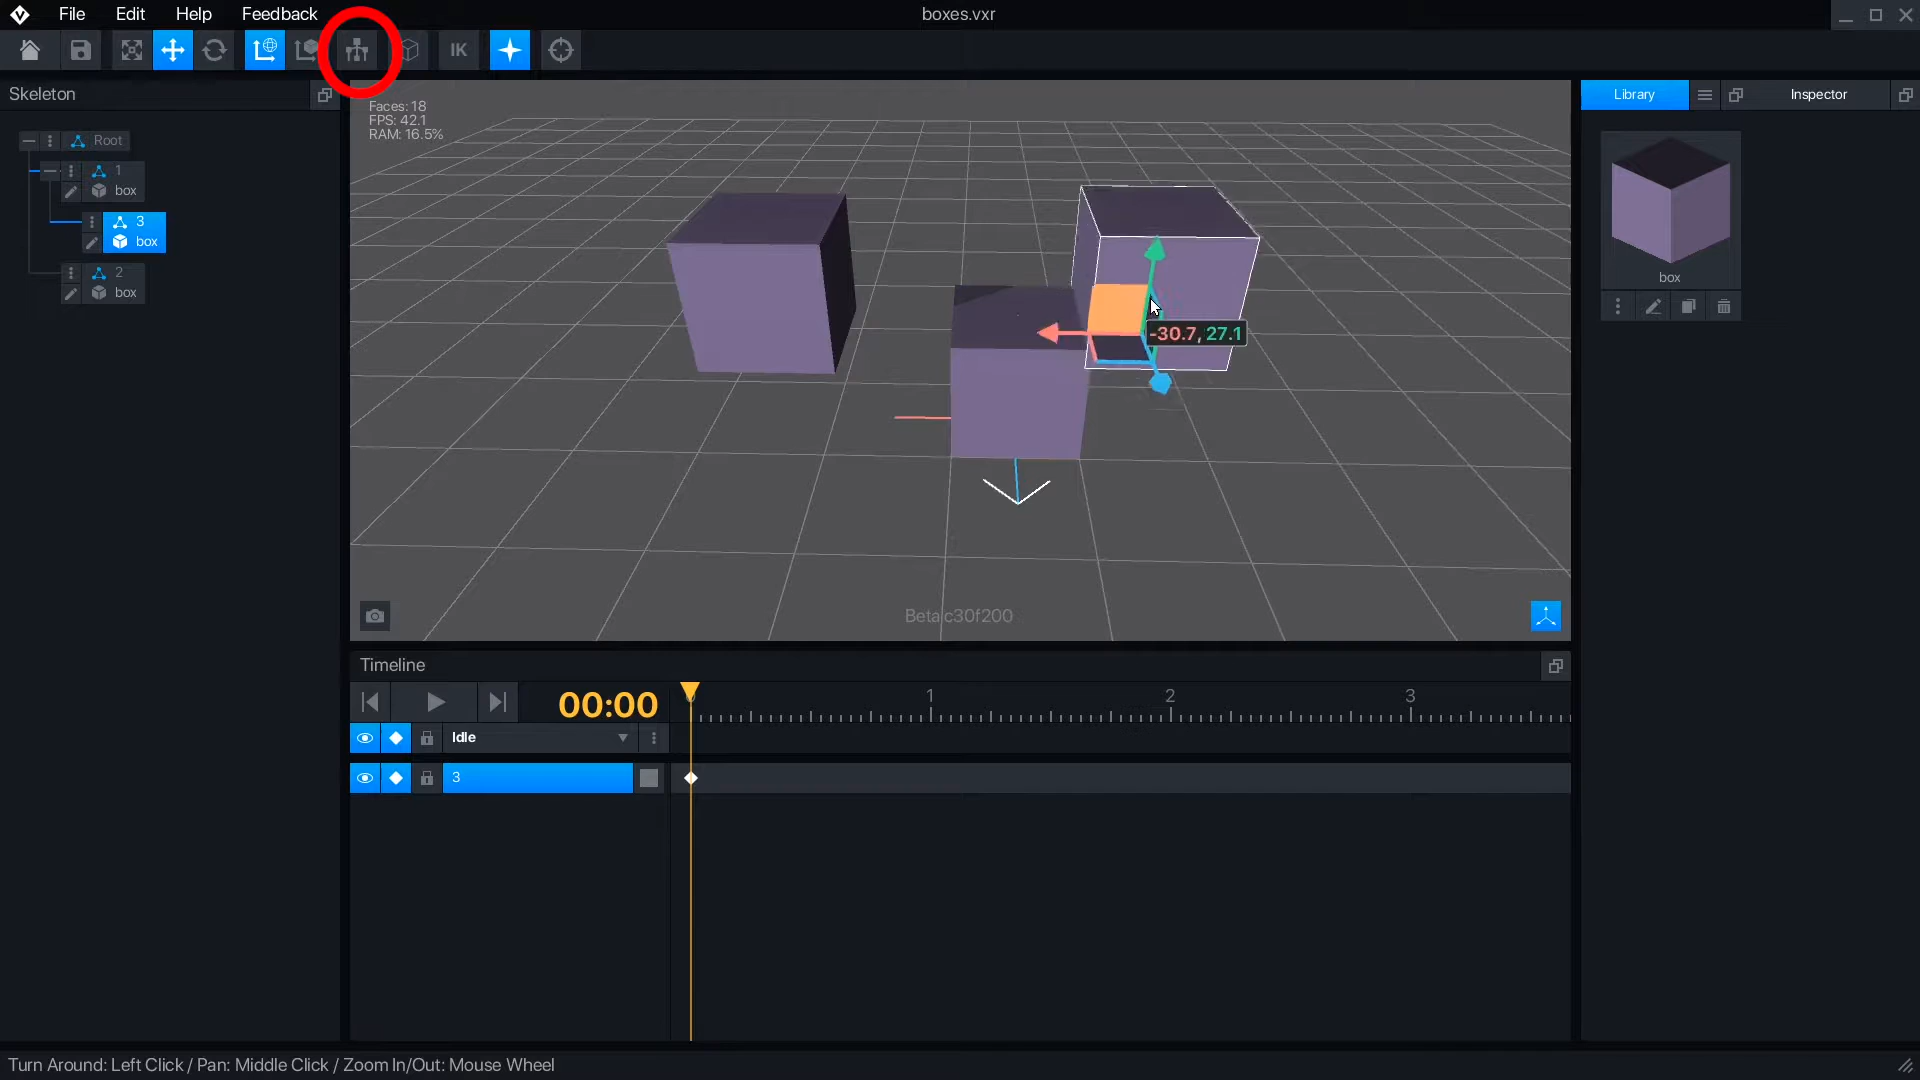 File Edit Help Feedback boxes.vxr
IK
Skeleton
Root
1
box
3
box
2
box
Faces: 18
FPS: 42.1
RAM: 16.5%
-30.7, 27.1
Beta c30f200
Library Inspector
box
Timeline
00:00 1 2 3
Idle
3
Turn Around: Left Click / Pan: Middle Click / Zoom In/Out: Mouse Wheel